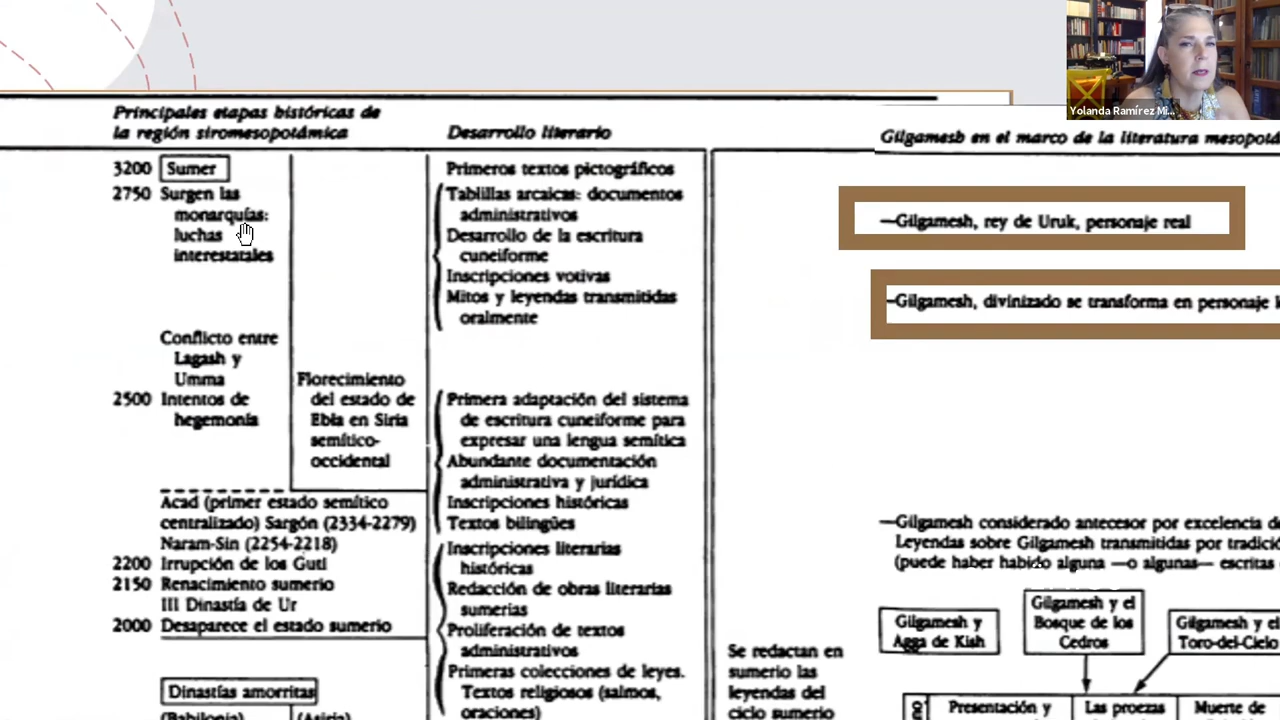 Yolanda Ramírez Mi...
Principales etapas históricas de
la región siromesopotámica
Desarrollo literario
Gilgamesh en el marco de la literatura
3200 Sumer
2750 Surgen las
monarquías:
luchas
interestatales
Conflicto entre
Lagash y
Umma
2500 Intentos de
hegemonía
Florecimiento
del estado de
Ebla en Siria
semítico-
occidental
Acad (primer estado semítico
centralizado) Sargón (2334-2279)
Naram-Sin (2254-2218)
2200 Irrupción de los Guti
2150 Renacimiento sumerio
III Dinastía de Ur
2000 Desaparece el estado sumerio
Dinastías amorritas
(Babilonia)
(Asiria)
Primeros textos pictográficos
Tablillas arcaicas: documentos
administrativos
Desarrollo de la escritura
cuneiforme
Inscripciones votivas
Mitos y leyendas transmitidas
oralmente
Primera adaptación del sistema
de escritura cuneiforme para
expresar una lengua semítica
Abundante documentación
administrativa y jurídica
Inscripciones históricas
Textos bilingües
Inscripciones literarias
históricas
Redacción de obras literarias
sumerias
Proliferación de textos
administrativos
Primeras colecciones de leyes.
Textos religiosos (salmos,
oraciones)
Se redactan en
sumerio las
leyendas del
ciclo sumerio
—Gilgamesh, rey de Uruk, personaje real
—Gilgamesh, divinizado se transforma en personaje
—Gilgamesh considerado antecesor por excelencia
Leyendas sobre Gilgamesh transmitidas por
(puede haber habido alguna —o algunas— escritas
Gilgamesh y
Agga de Kish
Gilgamesh y el
Bosque de los
Cedros
Gilgamesh y el
Toro-del-Cielo
Presentación y
Las proezas
Muerte de